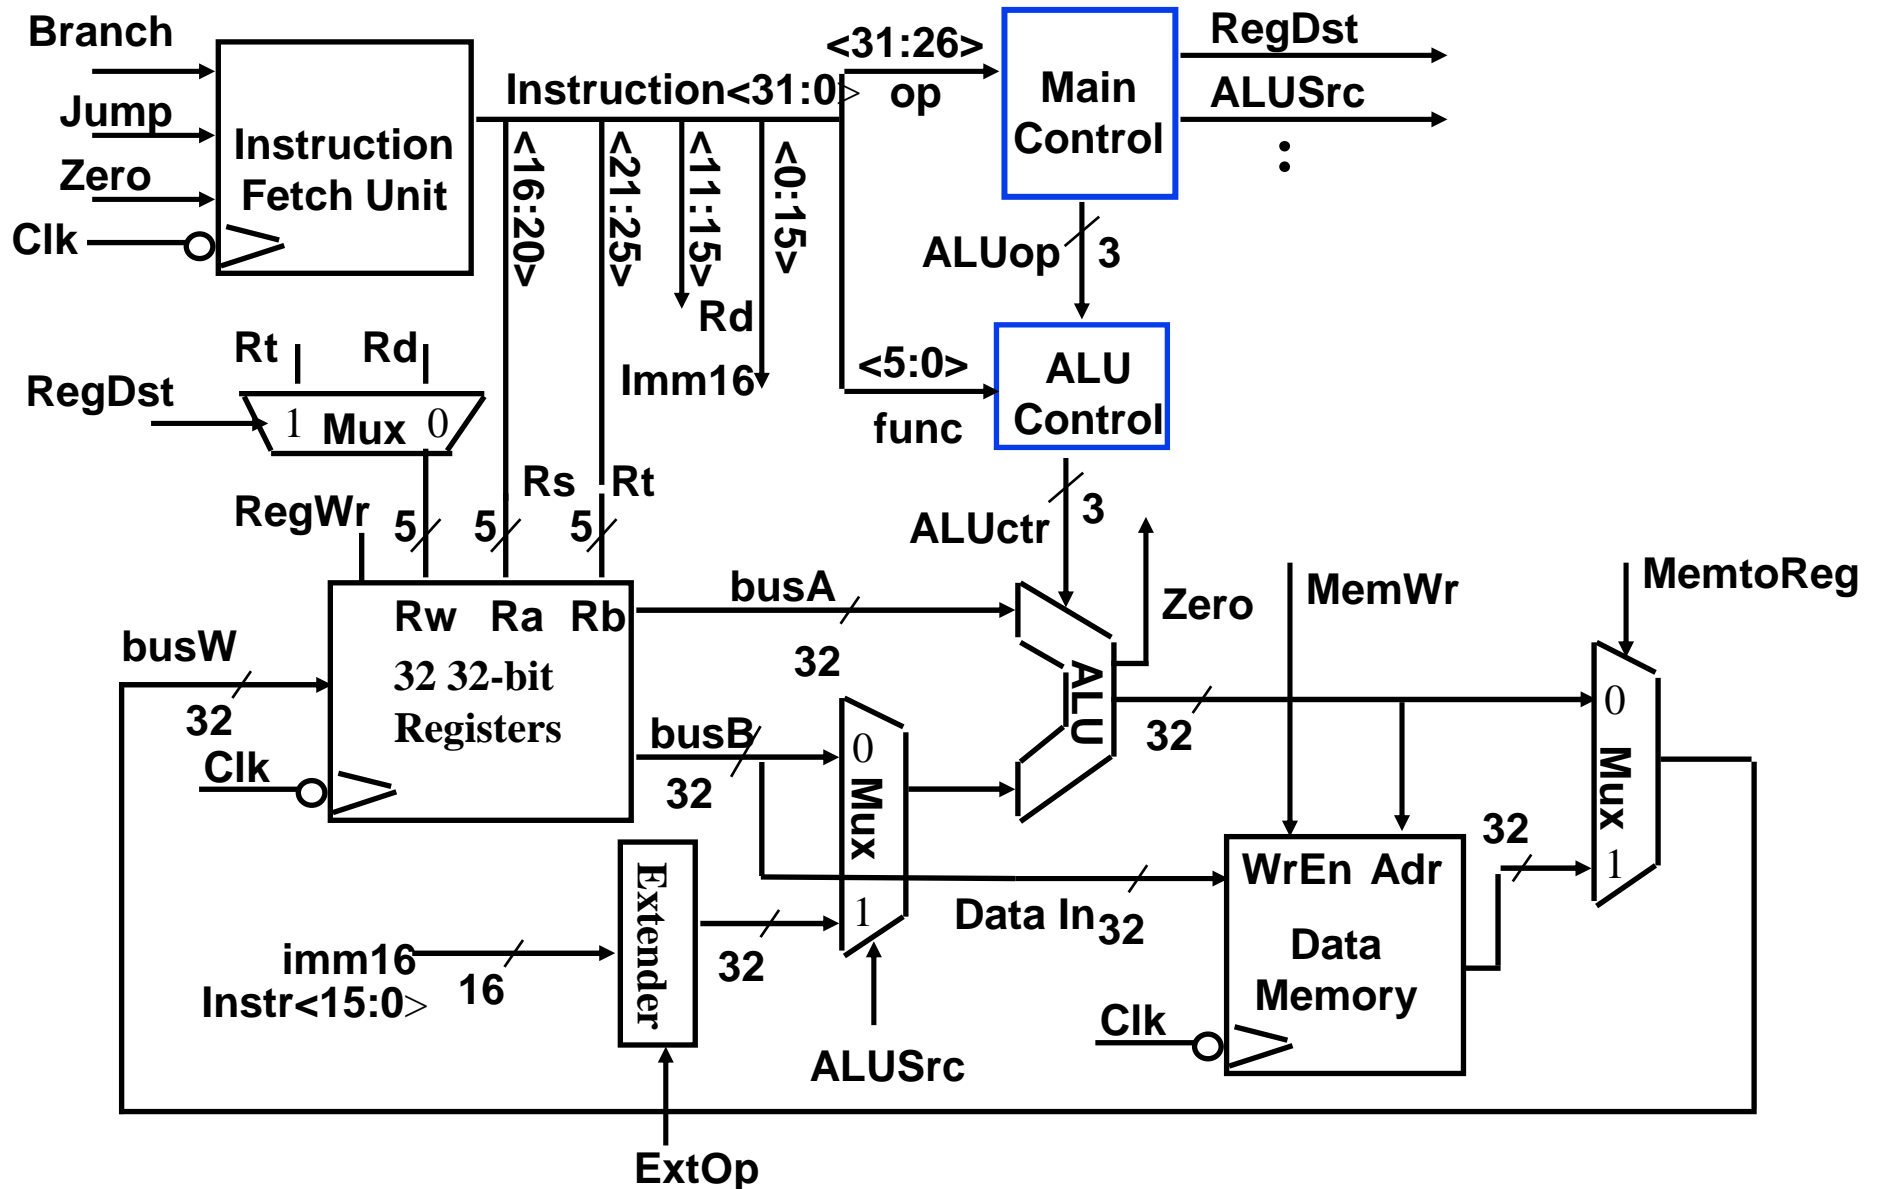 Branch
Jump
Zero
Clk
Instruction
Fetch Unit
Instruction<31:0>
<16:20>
<21:25>
<11:15>
<0:15>
<31:26>
op
Main
Control
RegDst
ALUSrc
:
ALUop
3
Rd
Imm16
<5:0>
func
ALU
Control
Rt
Rd
RegDst
1 Mux 0
RegWr
5
5
Rs
5
Rt
ALUctr
3
busW
32
Clk
Rw Ra Rb
32 32-bit
Registers
busA
32
busB
32
0
Mux
1
ALU
Zero
32
MemWr
MemtoReg
0
Mux
1
32
WrEn Adr
Data
Memory
Data In
32
Clk
imm16
Instr<15:0>
16
Extender
32
ALUSrc
ExtOp